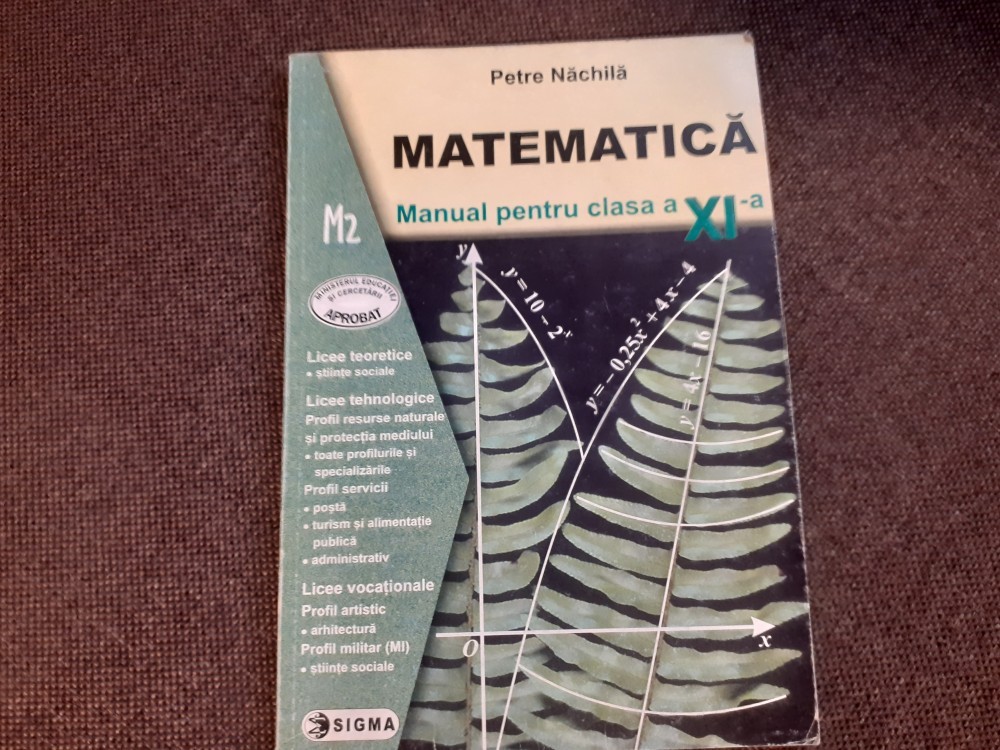 Petre Năchilă
MATEMATICĂ
Manual pentru clasa a XI-a
M2
MINISTERUL EDUCAȚIEI
ȘI CERCETĂRII
APROBAT
Licee teoretice
• științe sociale
Licee tehnologice
Profil resurse naturale
și protecția mediului
• toate profilurile și
specializările
Profil servicii
• poștă
• turism și alimentație
publică
• administrativ
Licee vocaționale
Profil artistic
• arhitectură
Profil militar (MI)
• științe sociale
SIGMA
y
y = 10 - 2ˣ
y = - 0,25x² + 4x - 4
y = 4x - 16
O
x